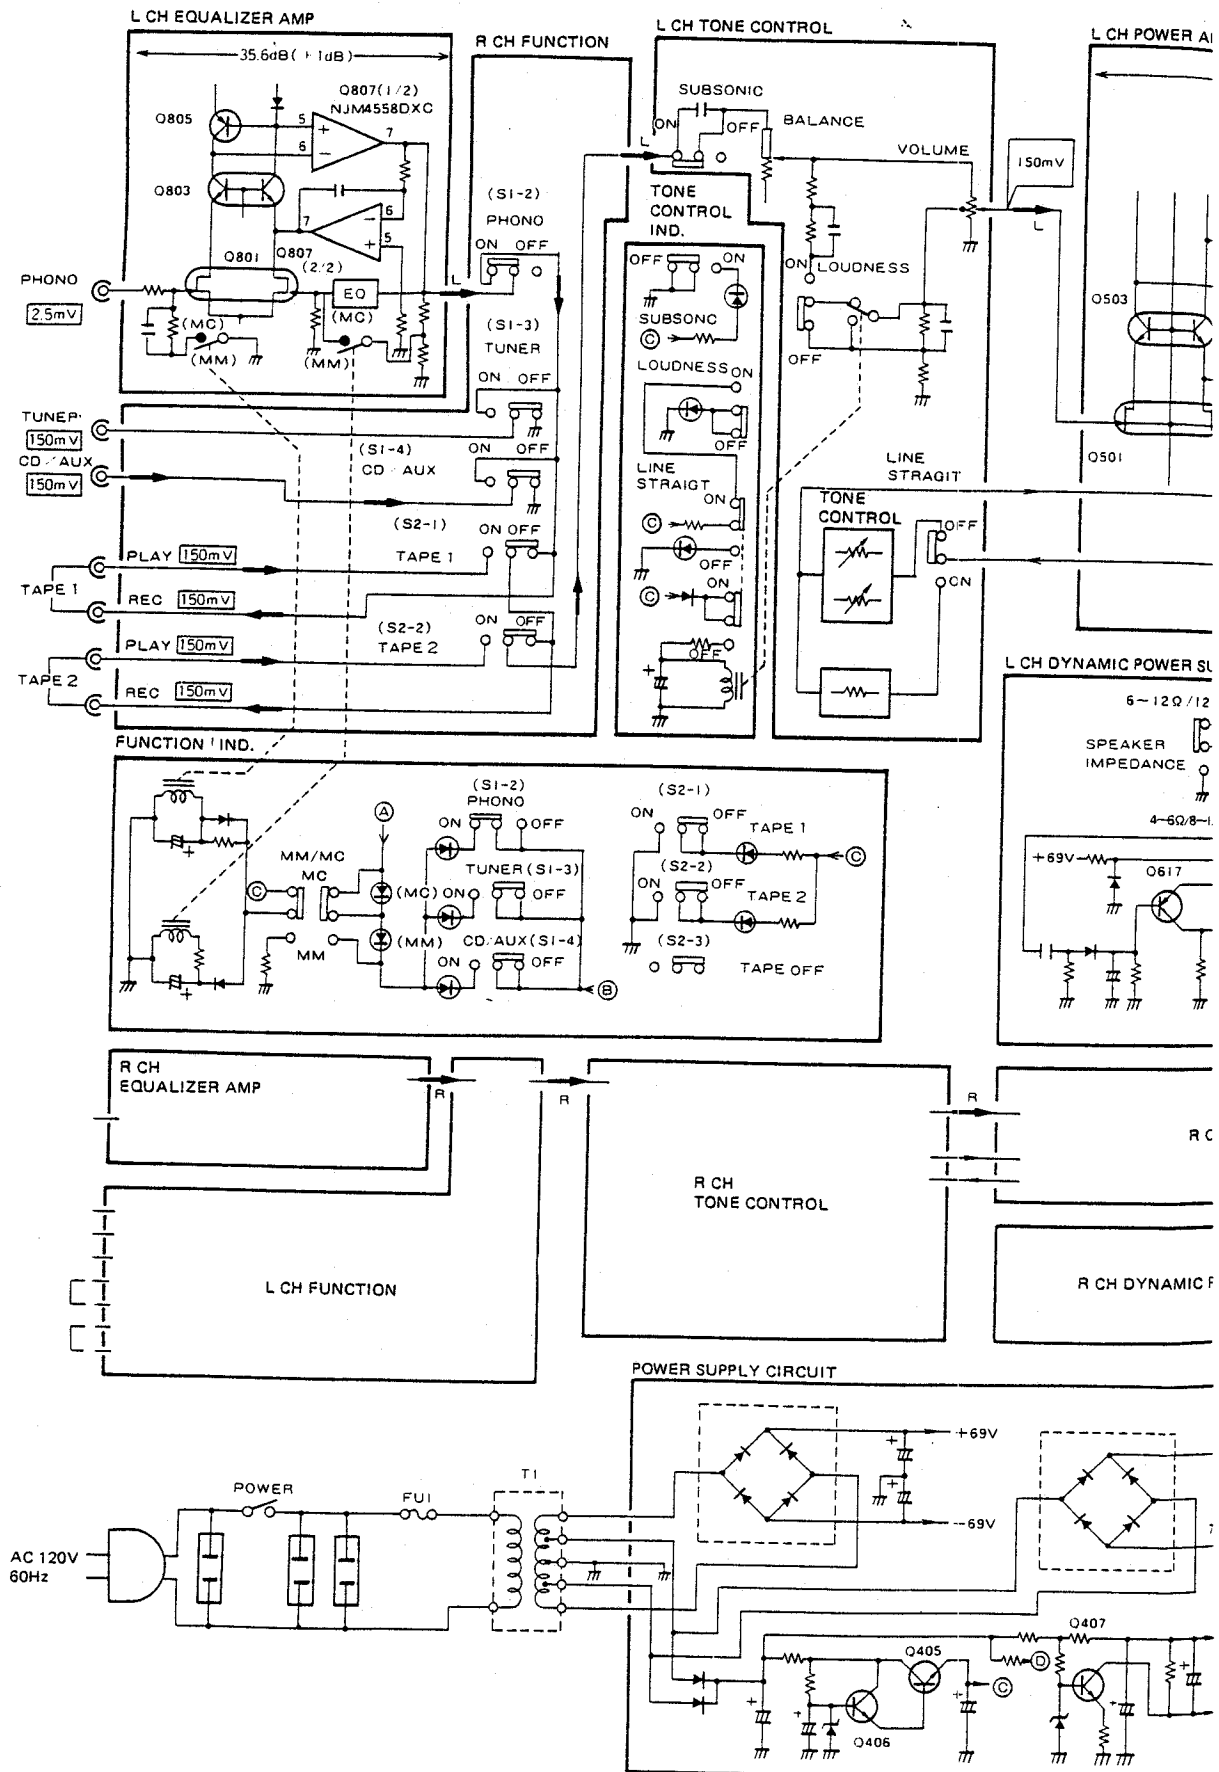 L CH EQUALIZER AMP
35.6dB(+1dB)
Q807(1/2)
NJM4558DXC
Q805
5
+
6
−
7
Q803
7
6
−
5
+
Q801
Q807
(2/2)
EQ
(MC)
(MM)
(MC)
(MM)
PHONO
2.5mV
TUNER
150mV
CD/AUX
150mV
TAPE 1
PLAY 150mV
REC 150mV
TAPE 2
PLAY 150mV
REC 150mV
R CH FUNCTION
L
(S1-2)
PHONO
ON OFF
(S1-3)
TUNER
ON OFF
(S1-4)
CD/AUX
ON OFF
(S2-1)
TAPE 1
ON OFF
(S2-2)
TAPE 2
ON OFF
L CH TONE CONTROL
L
SUBSONIC
ON
OFF
BALANCE
VOLUME
150mV
L
ON
LOUDNESS
OFF
LINE
STRAGIT
TONE
CONTROL
OFF
ON
TONE
CONTROL
IND.
OFF
ON
SUBSONC
C
LOUDNESS
ON
OFF
LINE
STRAIGT
ON
C
OFF
ON
C
OFF
+
L CH POWER A
Q503
Q501
L CH DYNAMIC POWER SU
6~12Ω/12
SPEAKER
IMPEDANCE
4~6Ω/8~1
+69V
Q617
FUNCTION IND.
+
+
C
MM/MC
MC
MM
A
(MC)
(MM)
(S1-2)
PHONO
ON
OFF
TUNER(S1-3)
ON
OFF
CD/AUX(S1-4)
ON
OFF
B
(S2-1)
ON
OFF
TAPE 1
C
(S2-2)
ON
OFF
TAPE 2
(S2-3)
TAPE OFF
R CH
EQUALIZER AMP
R
R
L CH FUNCTION
R CH
TONE CONTROL
R
R C
R CH DYNAMIC
POWER SUPPLY CIRCUIT
+69V
−69V
+
+
AC 120V
60Hz
POWER
FU1
T1
Q405
Q406
Q407
C
D
+
+
+
+
+